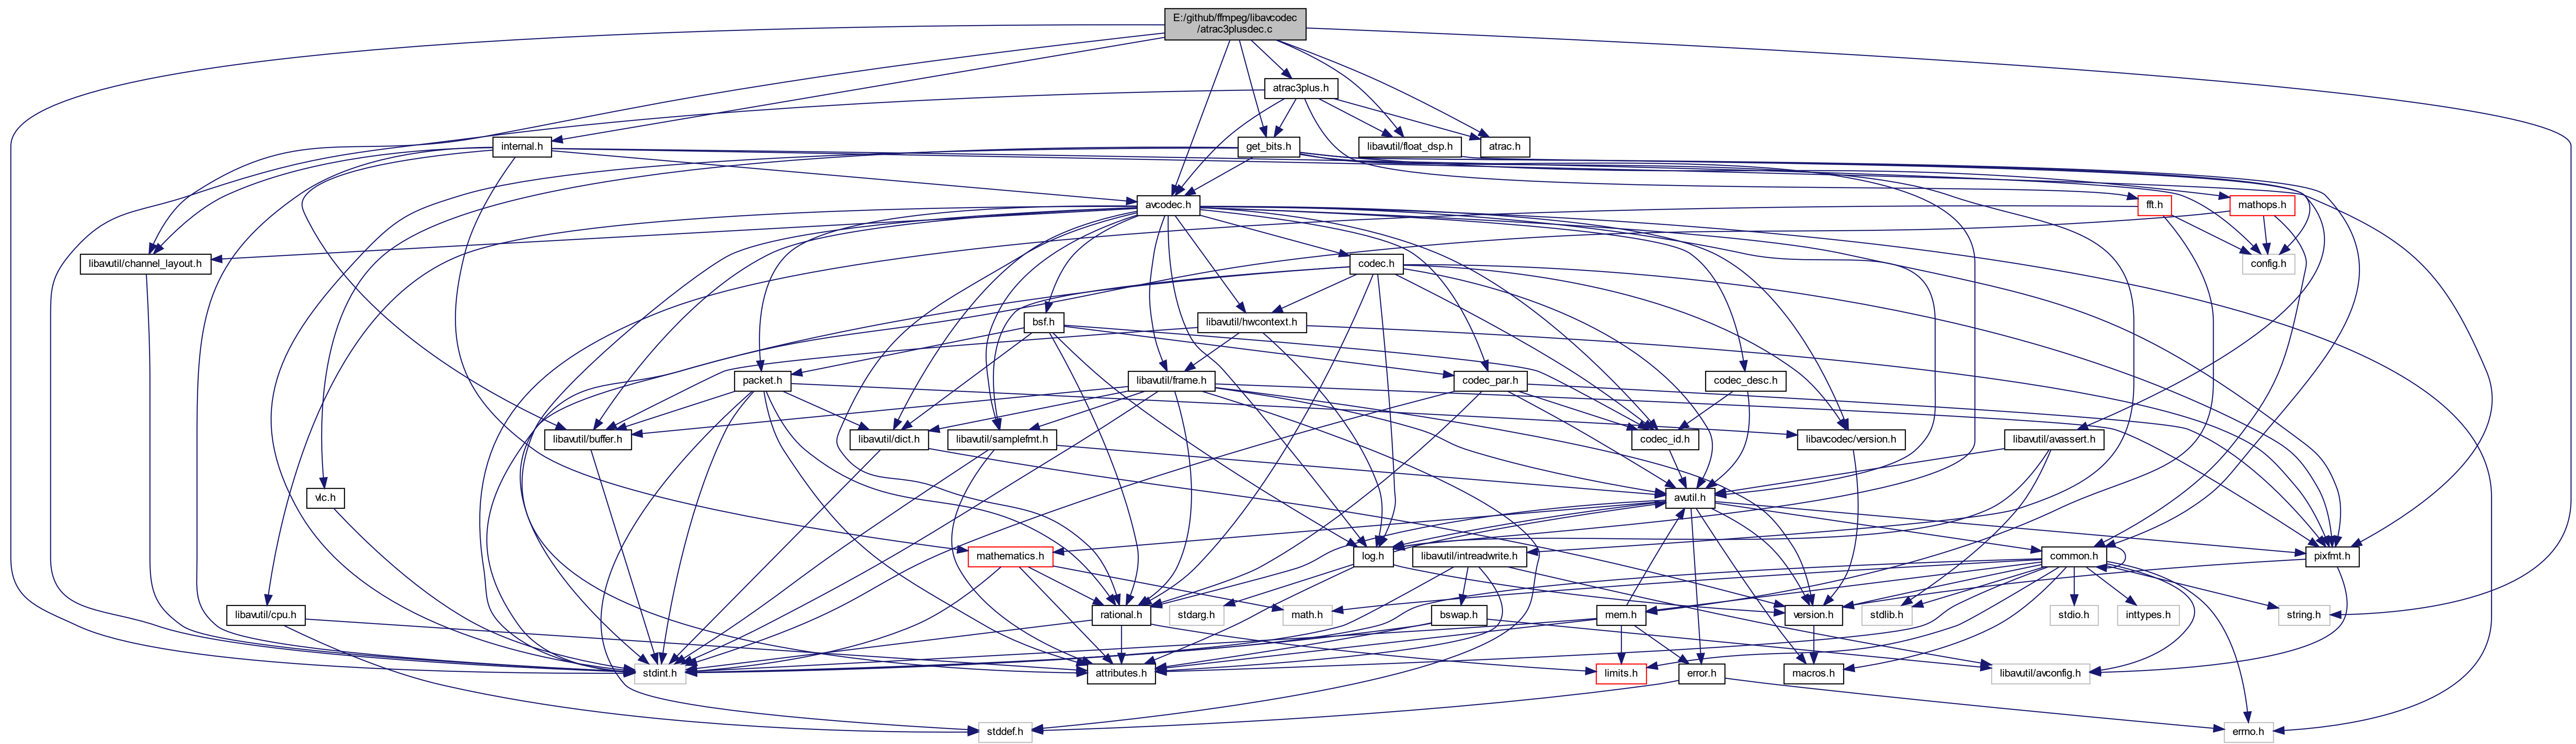 E:/github/ffmpeg/libavcodec
/atrac3plusdec.c
atrac3plus.h
internal.h
get_bits.h
libavutil/float_dsp.h
atrac.h
avcodec.h
fft.h
mathops.h
libavutil/channel_layout.h
codec.h
config.h
bsf.h
libavutil/hwcontext.h
packet.h
libavutil/frame.h
codec_par.h
codec_desc.h
libavutil/buffer.h
libavutil/dict.h
libavutil/samplefmt.h
codec_id.h
libavcodec/version.h
libavutil/avassert.h
vlc.h
avutil.h
mathematics.h
log.h
libavutil/intreadwrite.h
common.h
pixfmt.h
libavutil/cpu.h
rational.h
stdarg.h
math.h
bswap.h
mem.h
version.h
stdlib.h
stdio.h
inttypes.h
string.h
stdint.h
attributes.h
limits.h
error.h
macros.h
libavutil/avconfig.h
stddef.h
errno.h